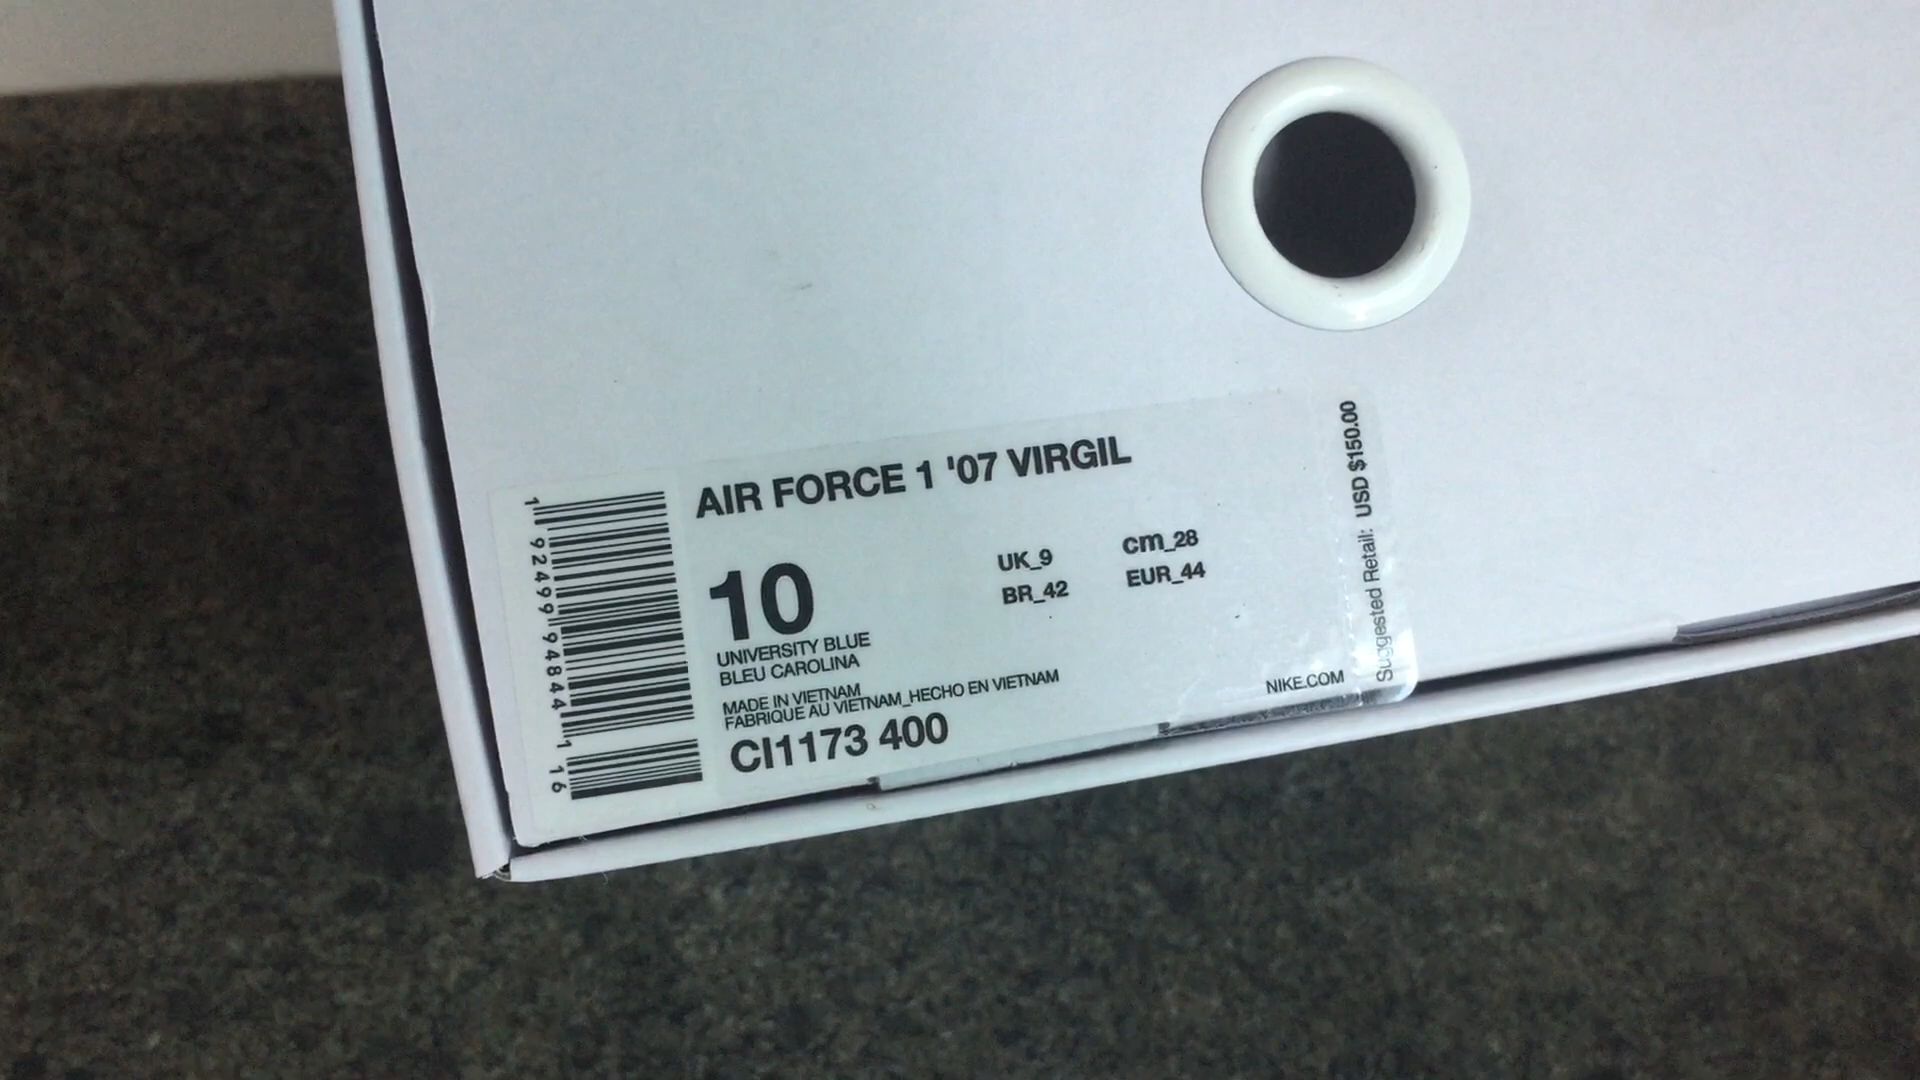 AIR FORCE 1 '07 VIRGIL
10
UK_9
cm_28
BR_42
EUR_44
UNIVERSITY BLUE
BLEU CAROLINA
MADE IN VIETNAM
FABRIQUE AU VIETNAM_HECHO EN VIETNAM
CI1173 400
NIKE.COM
Suggested Retail: USD $150.00
1 92499 94844 1 16